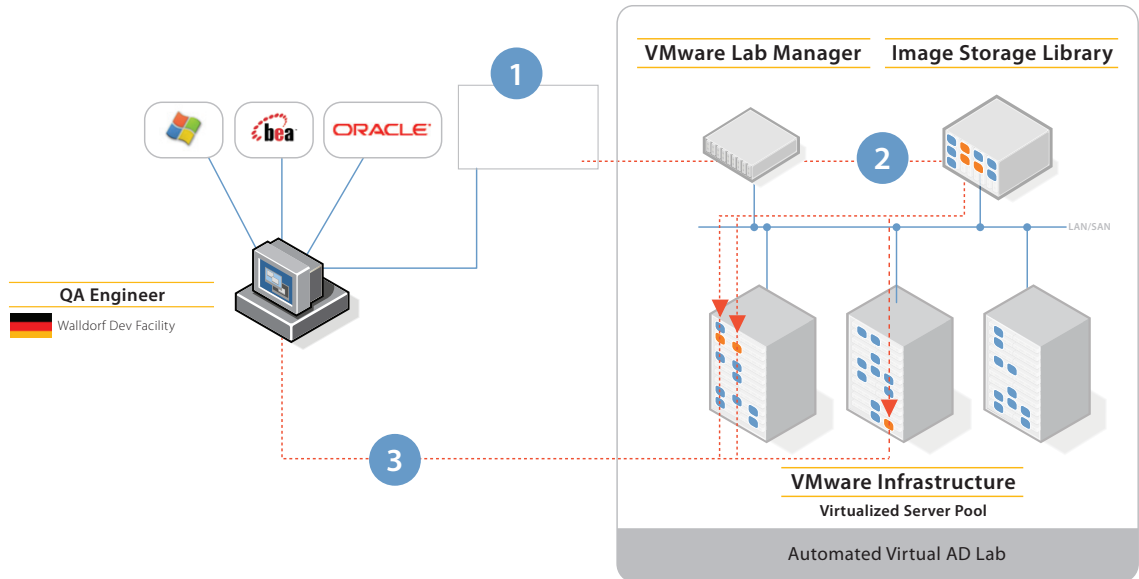 1
VMware Lab Manager
Image Storage Library
bea
ORACLE
2
LAN/SAN
QA Engineer
Walldorf Dev Facility
3
VMware Infrastructure
Virtualized Server Pool
Automated Virtual AD Lab